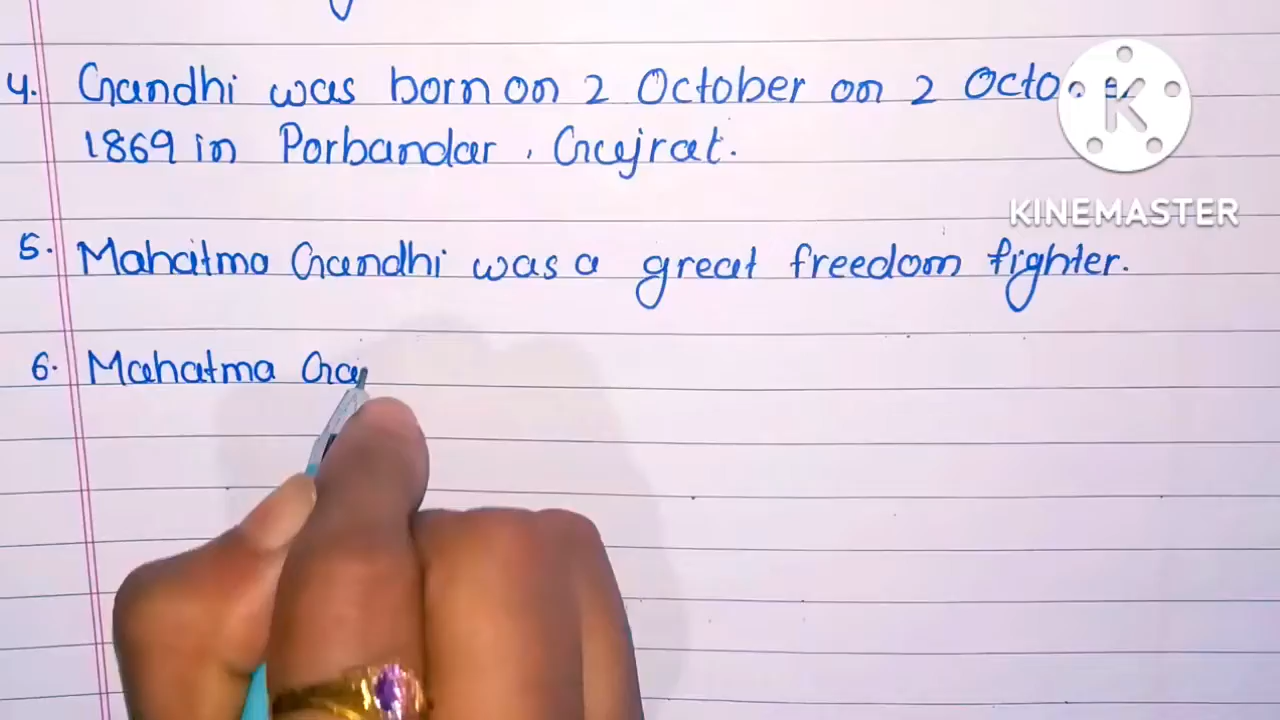 4. Gandhi was born on 2 October on 2 Octo
1869 in Porbandar, Gujrat.
5. Mahatma Gandhi was a great freedom fighter.
6. Mahatma Ga
K
KINEMASTER